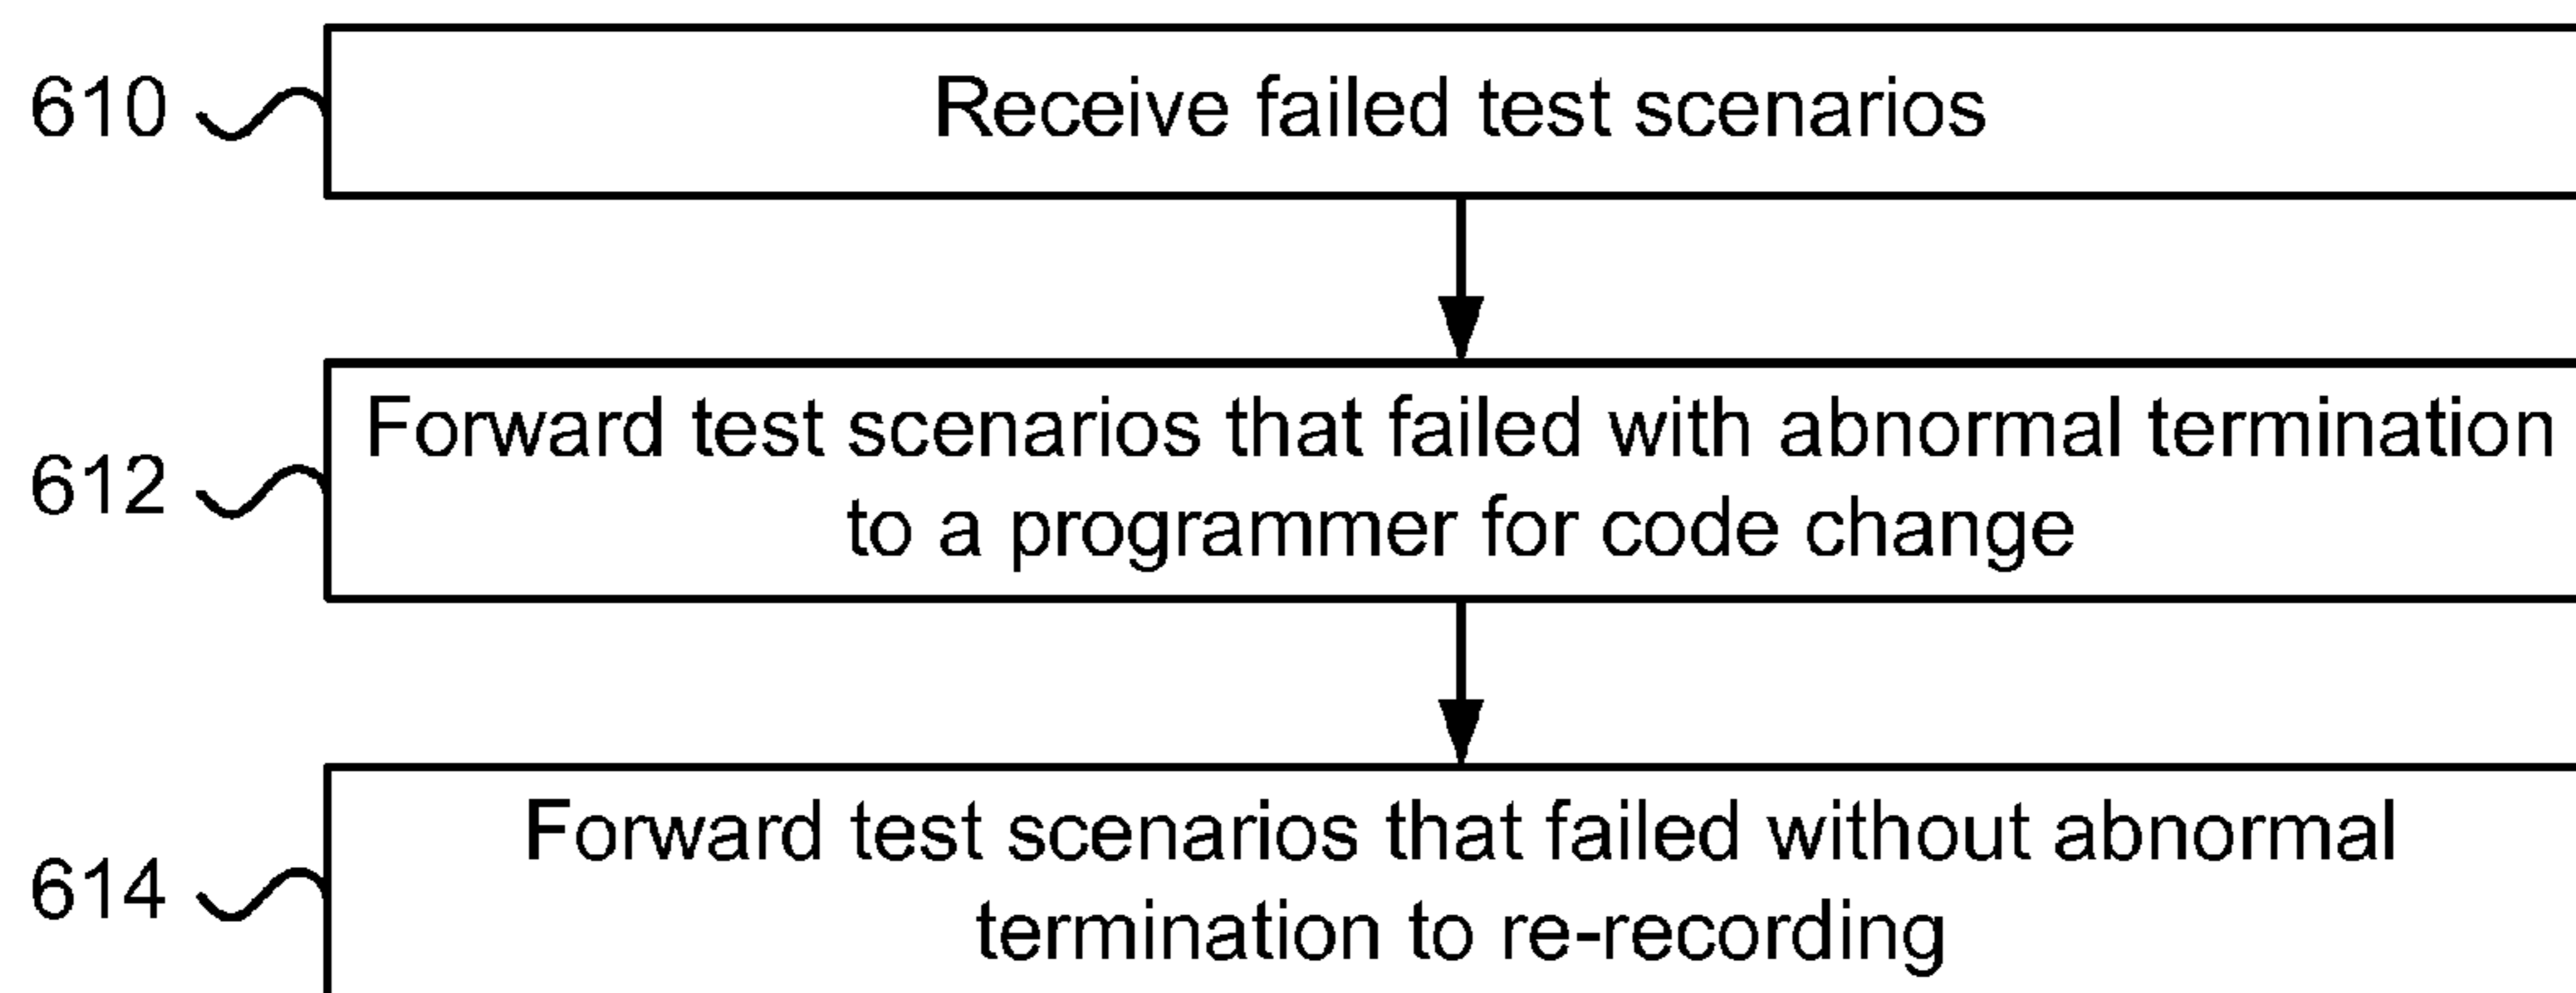 610
Receive failed test scenarios
612
Forward test scenarios that failed with abnormal termination
to a programmer for code change
614
Forward test scenarios that failed without abnormal
termination to re-recording